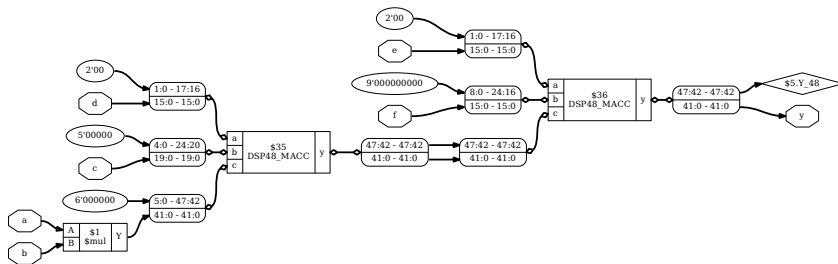 2'00
1:0 - 17:16
e
15:0 - 15:0
9'000000000
8:0 - 24:16
f
15:0 - 15:0
a
b
c
$36
DSP48_MACC
y
47:42 - 47:42
41:0 - 41:0
$5.Y_48
y
2'00
1:0 - 17:16
d
15:0 - 15:0
5'00000
4:0 - 24:20
c
19:0 - 19:0
a
b
c
$35
DSP48_MACC
y
47:42 - 47:42
41:0 - 41:0
47:42 - 47:42
41:0 - 41:0
6'000000
5:0 - 47:42
41:0 - 41:0
a
b
A
B
$1
$mul
Y